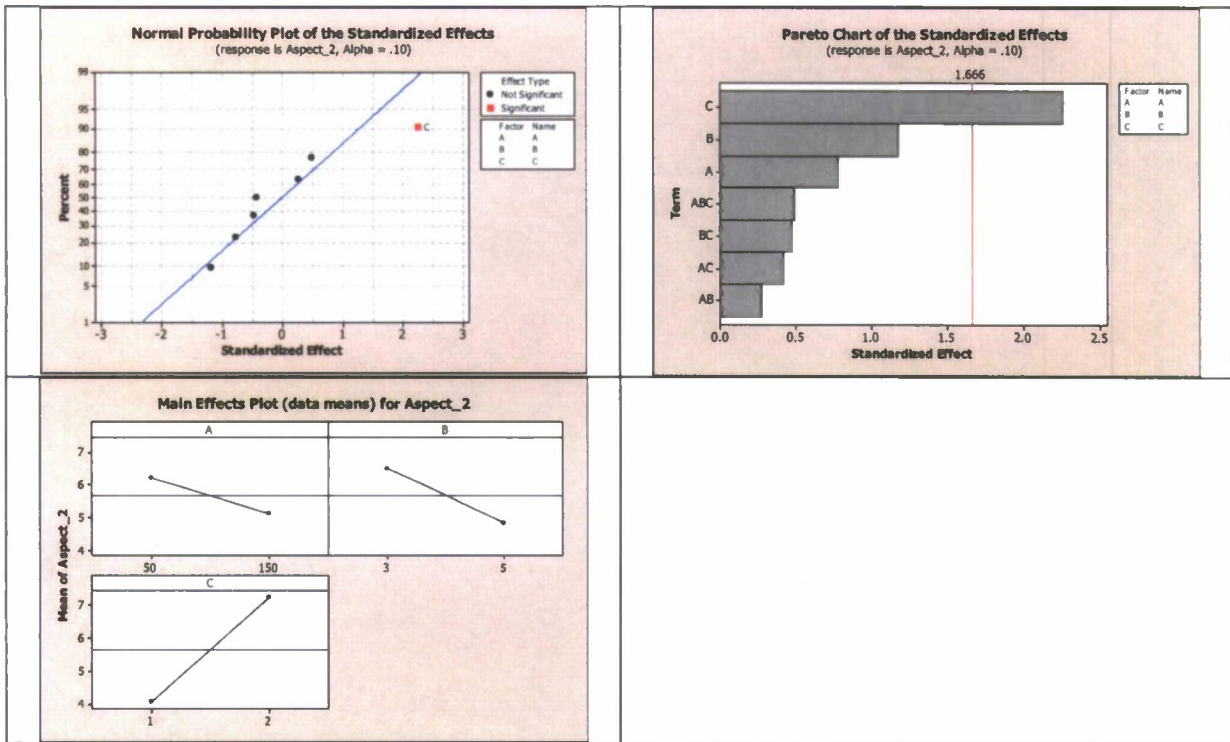 Normal Probability Plot of the Standardized Effects
(response is Aspect_2, Alpha = .10)
99
95
90
80
70
60
50
40
30
20
10
5
1
Percent
C
-3 -2 -1 0 1 2 3
Standardized Effect
Effect Type
Not Significant
Significant
Factor Name
A A
B B
C C
Pareto Chart of the Standardized Effects
(response is Aspect_2, Alpha = .10)
1.666
Term
C
B
A
ABC
BC
AC
AB
0.0 0.5 1.0 1.5 2.0 2.5
Standardized Effect
Factor Name
A A
B B
C C
Main Effects Plot (data means) for Aspect_2
Mean of Aspect_2
A B
7
6
5
4
50 150 3 5
C
7
6
5
4
1 2